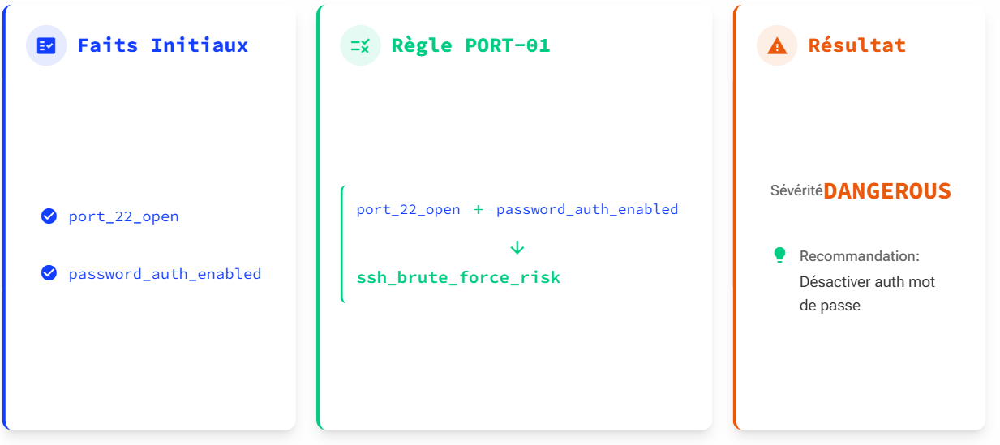 Faits Initiaux
port_22_open
password_auth_enabled
Règle PORT-01
port_22_open + password_auth_enabled
↓
ssh_brute_force_risk
Résultat
Sévérité DANGEROUS
Recommandation:
Désactiver auth mot
de passe